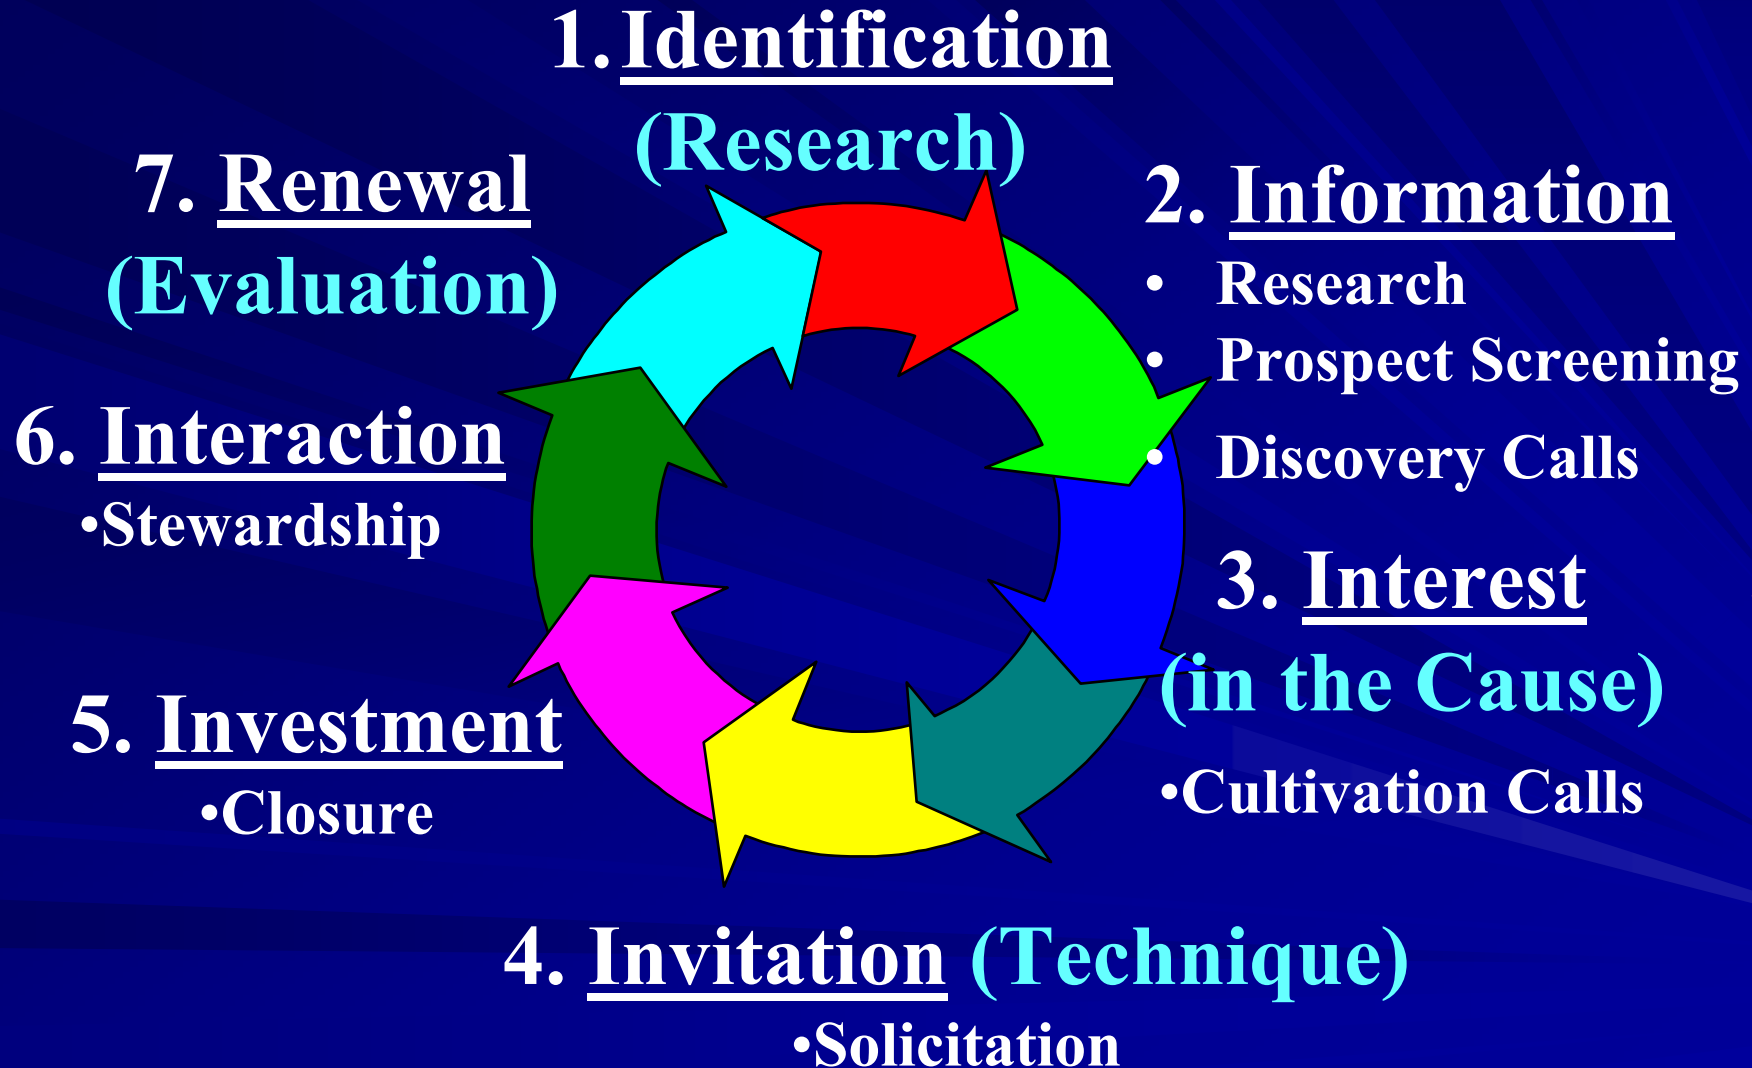 1. Identification
(Research)
2. Information
• Research
• Prospect Screening
• Discovery Calls
3. Interest
(in the Cause)
•Cultivation Calls
4. Invitation (Technique)
•Solicitation
5. Investment
•Closure
6. Interaction
•Stewardship
7. Renewal
(Evaluation)